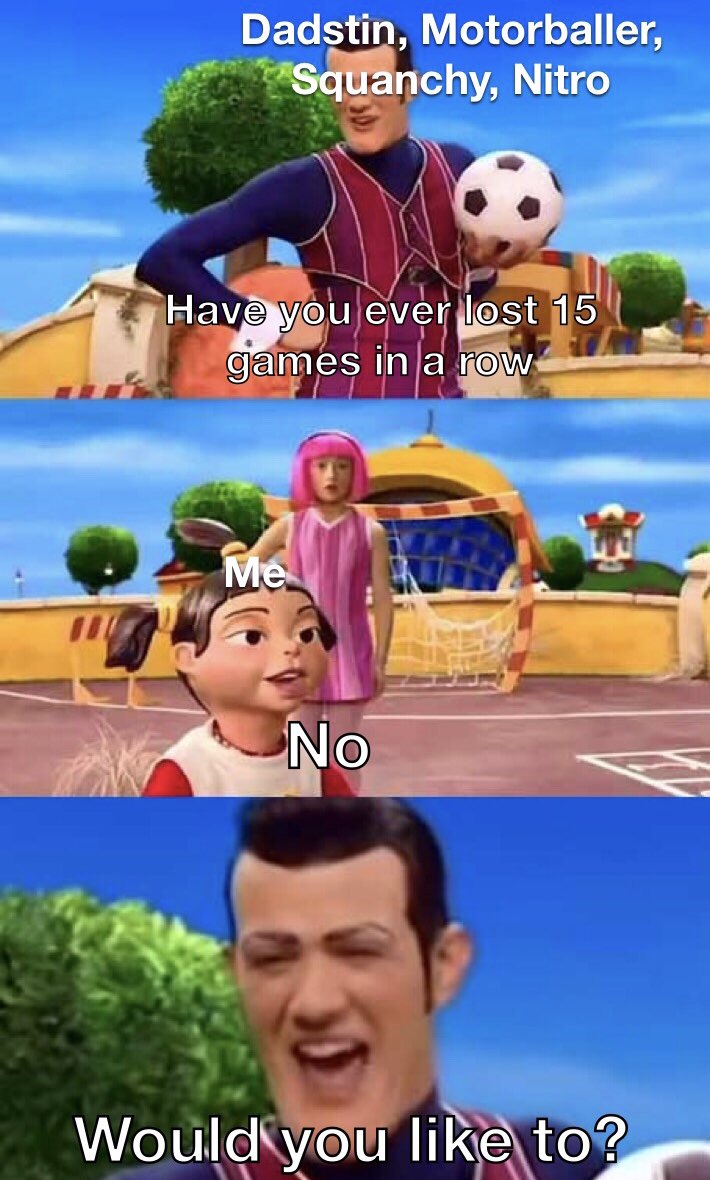 Dadstin, Motorballer,
Squanchy, Nitro
Have you ever lost 15
games in a row
Me
No
Would you like to?